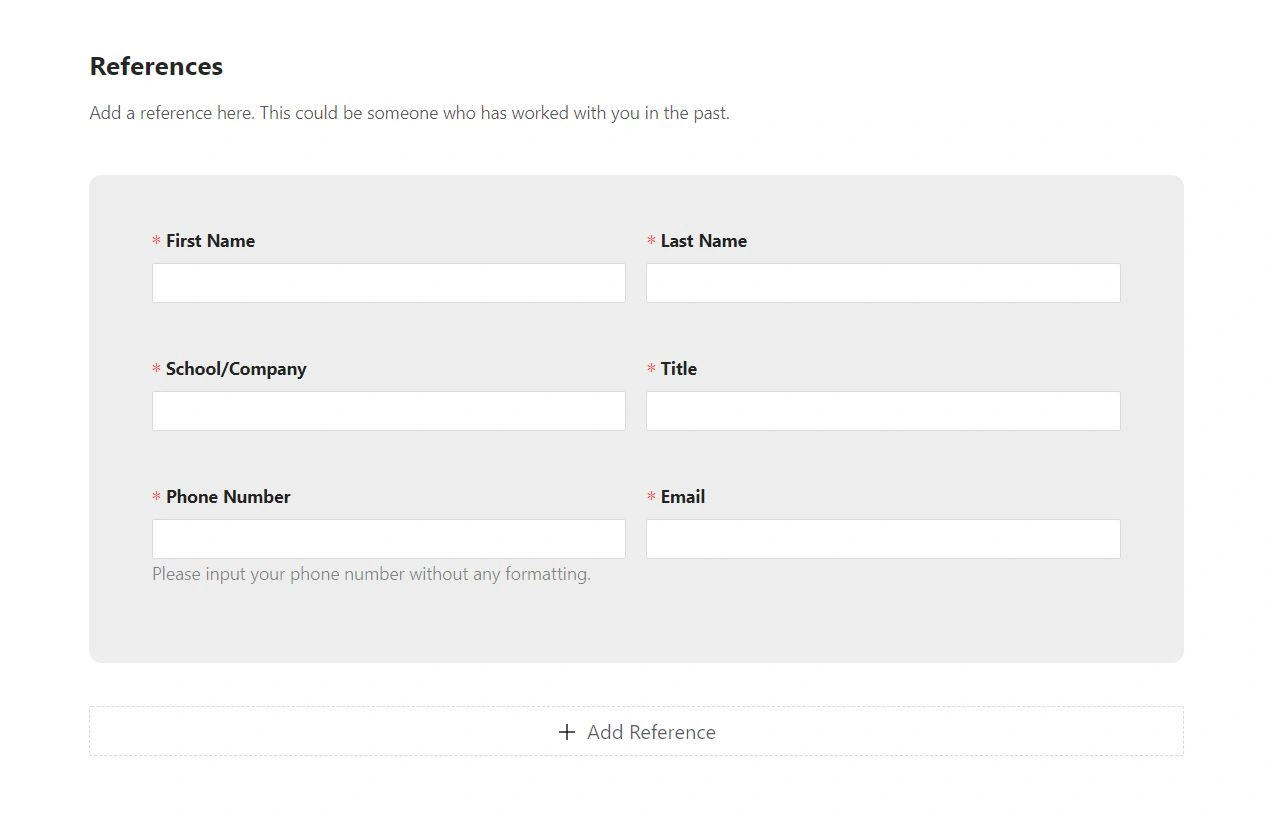 References
Add a reference here. This could be someone who has worked with you in the past.
* First Name
* Last Name
* School/Company
* Title
* Phone Number
* Email
Please input your phone number without any formatting.
+ Add Reference